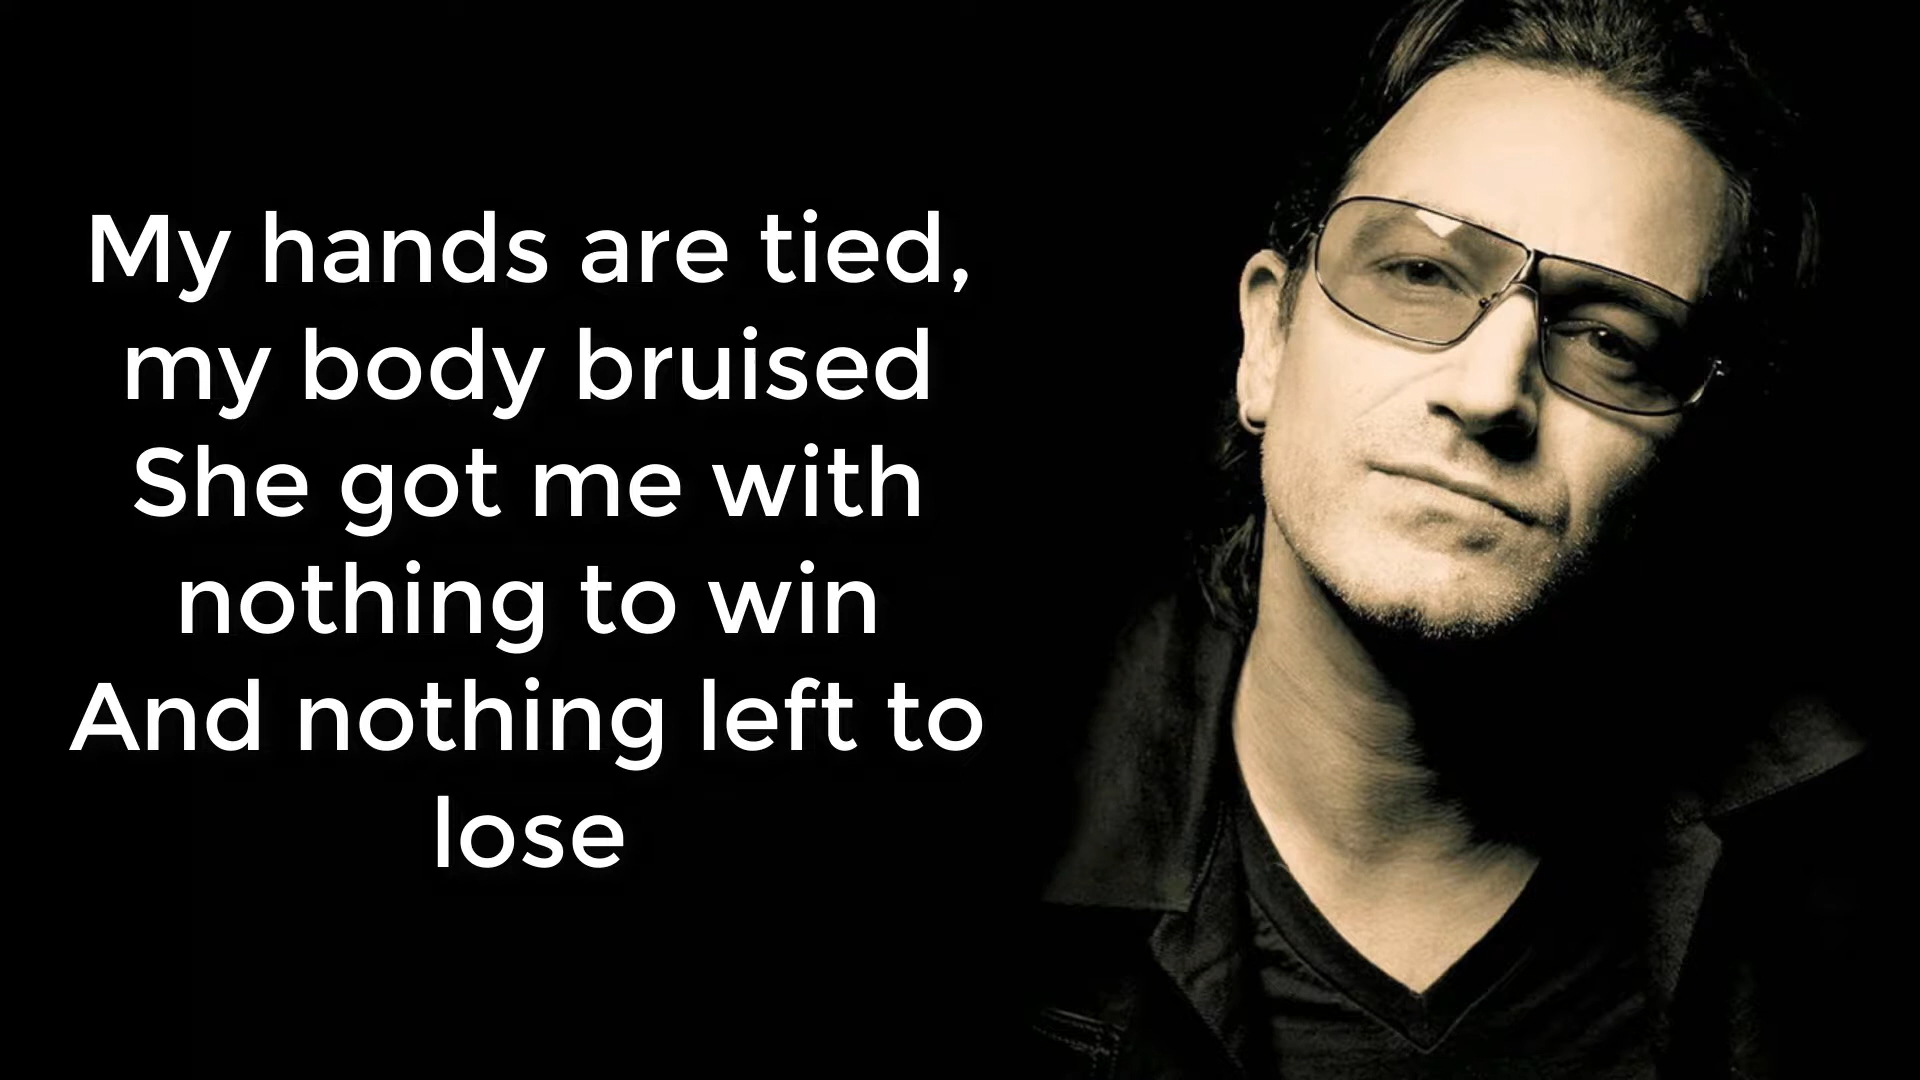 My hands are tied,
my body bruised
She got me with
nothing to win
And nothing left to
lose